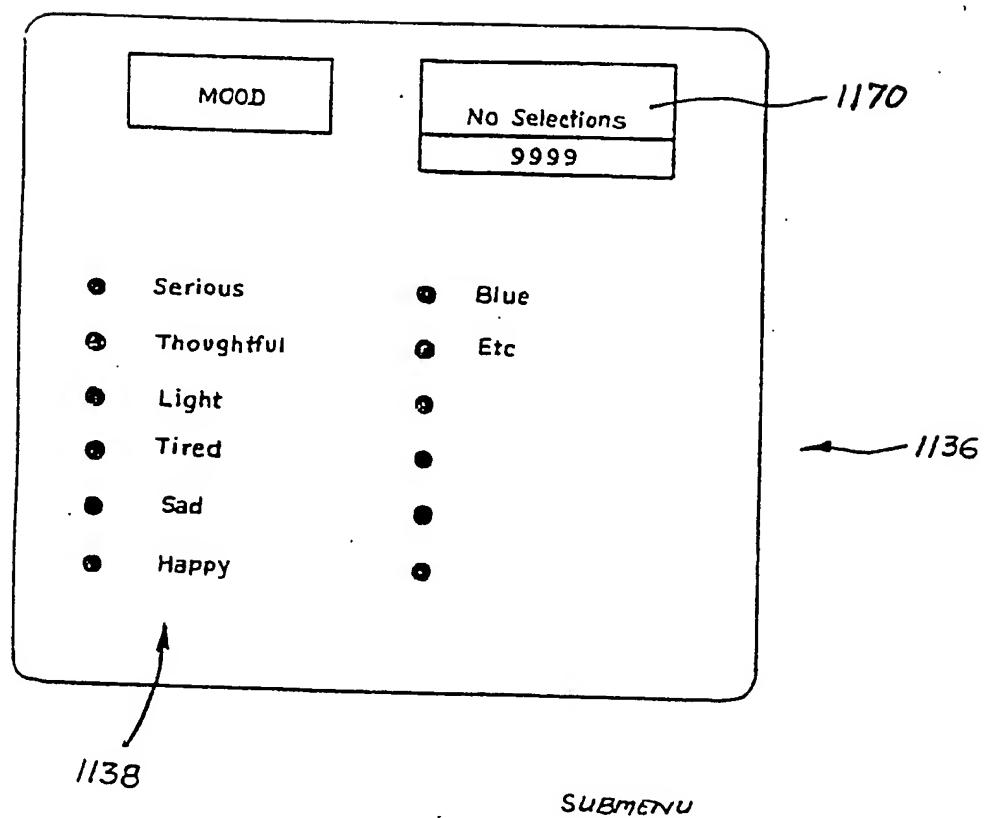 MOOD
No Selections
9999
1170
Serious
Thoughtful
Light
Tired
Sad
Happy
Blue
Etc
1136
1138
SUBMENU